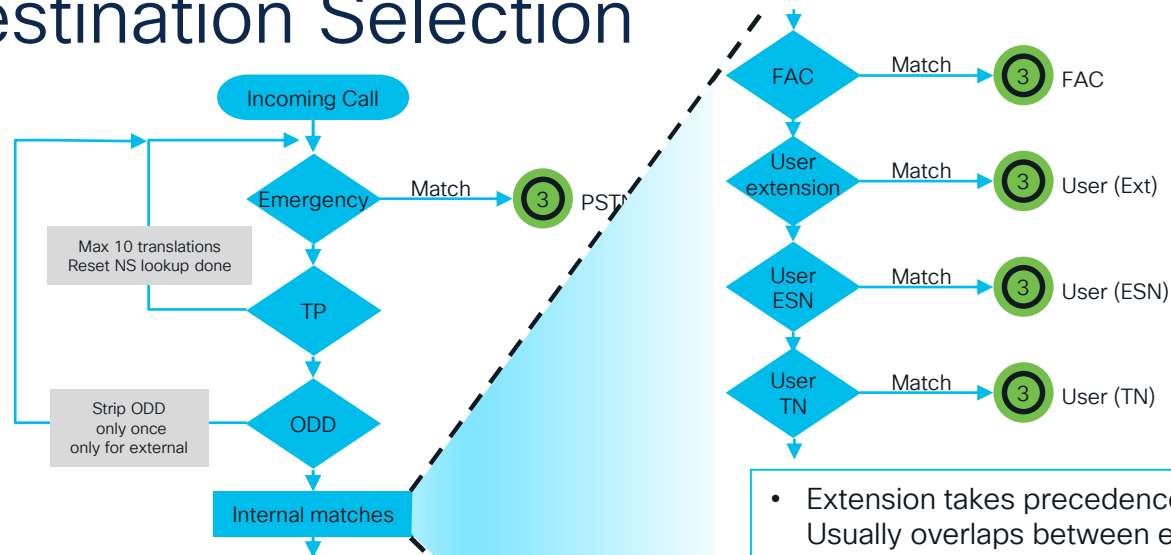 Destination Selection
Incoming Call
Emergency
Match
3
Max 10 translations
Reset NS lookup done
TP
Strip ODD
only once
only for external
ODD
Internal matches
FAC
Match
3
FAC
User
extension
Match
3
User (Ext)
User
ESN
Match
3
User (ESN)
User
TN
Match
3
User (TN)
• Extension takes precedence
Usually overlaps between